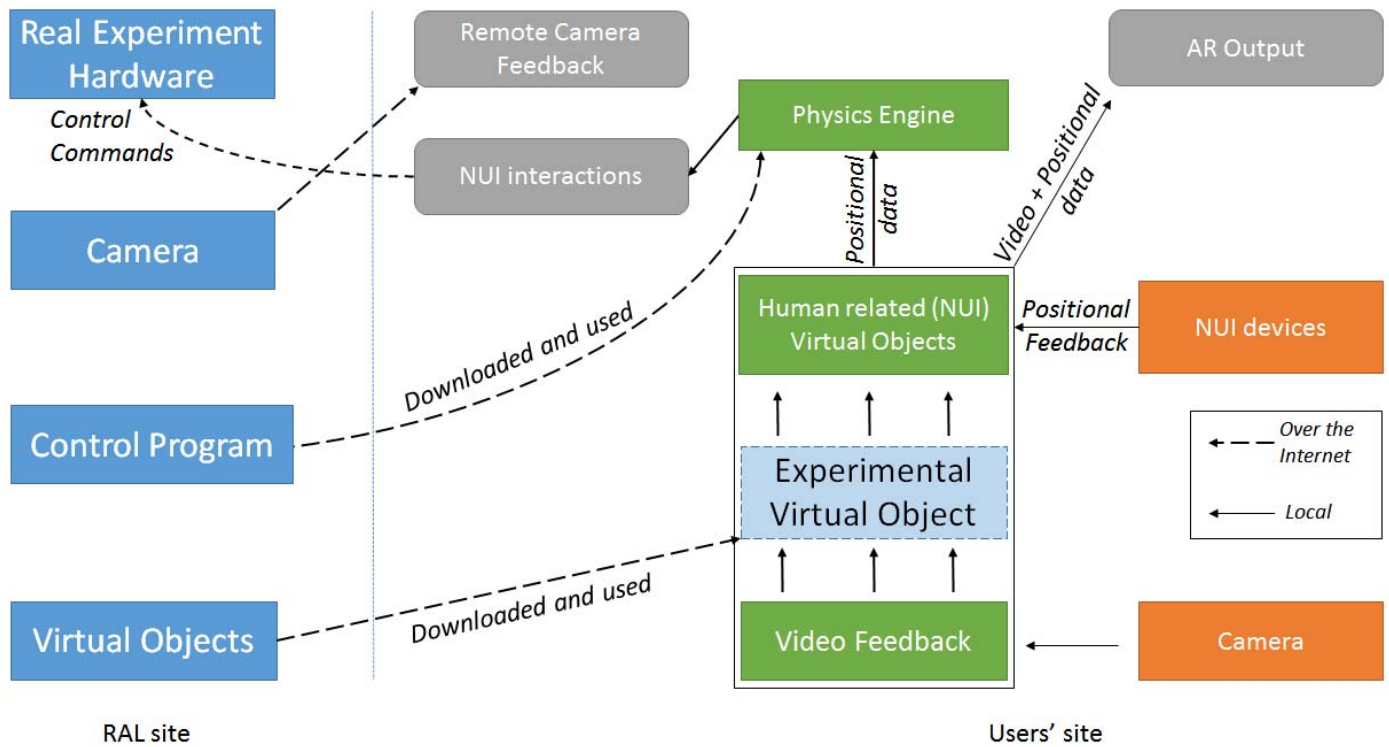 Real Experiment
Hardware
Remote Camera
Feedback
AR Output
Control
Commands
Physics Engine
NUI interactions
Positional
data
Video + Positional
data
Camera
Human related (NUI)
Virtual Objects
Positional
Feedback
NUI devices
Downloaded and used
Control Program
Experimental
Virtual Object
Over the
Internet
Local
Downloaded and used
Virtual Objects
Video Feedback
Camera
RAL site
Users' site